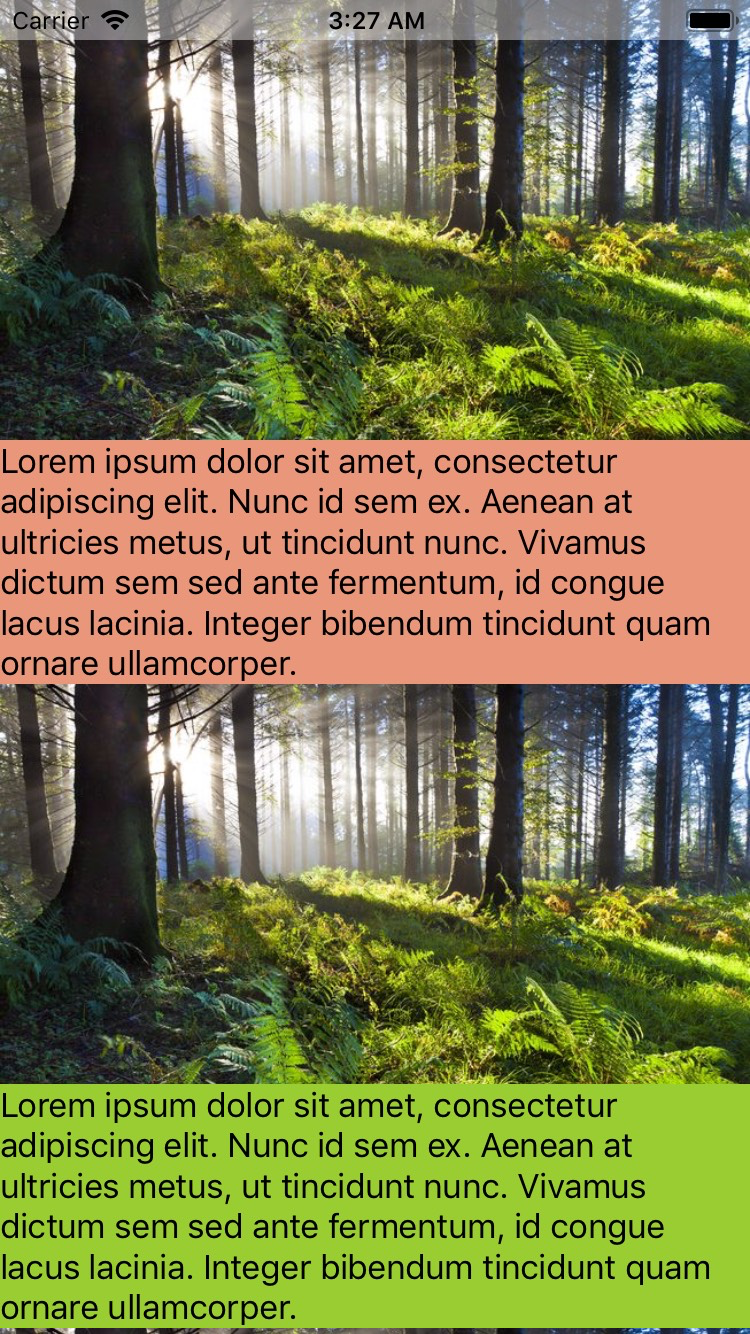 Carrier 3:27 AM
Lorem ipsum dolor sit amet, consectetur
adipiscing elit. Nunc id sem ex. Aenean at
ultricies metus, ut tincidunt nunc. Vivamus
dictum sem sed ante fermentum, id congue
lacus lacinia. Integer bibendum tincidunt quam
ornare ullamcorper.
Lorem ipsum dolor sit amet, consectetur
adipiscing elit. Nunc id sem ex. Aenean at
ultricies metus, ut tincidunt nunc. Vivamus
dictum sem sed ante fermentum, id congue
lacus lacinia. Integer bibendum tincidunt quam
ornare ullamcorper.